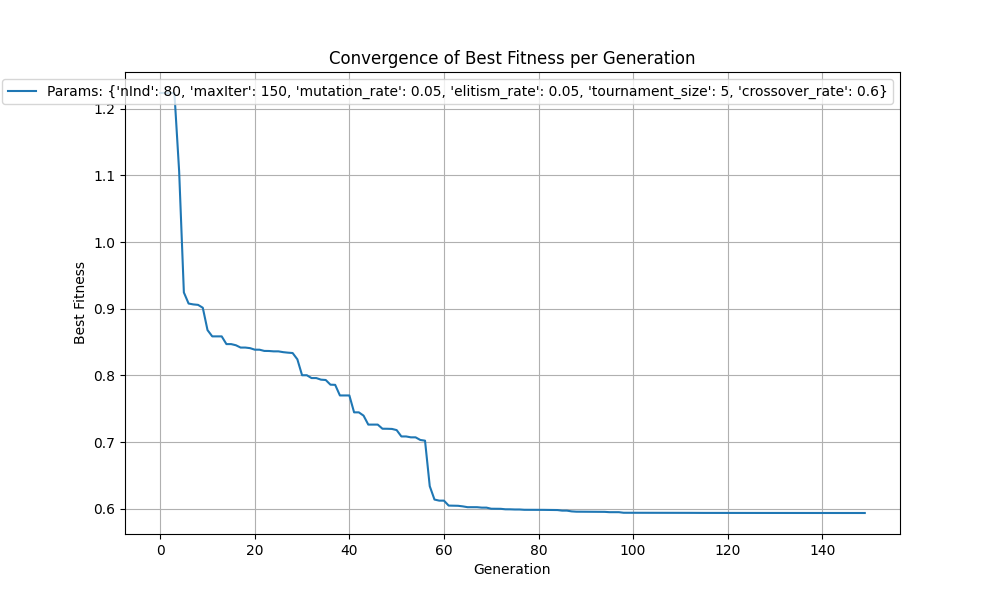 Convergence of Best Fitness per Generation
Params: {'nInd': 80, 'maxIter': 150, 'mutation_rate': 0.05, 'elitism_rate': 0.05, 'tournament_size': 5, 'crossover_rate': 0.6}
1.2
1.1
1.0
0.9
0.8
0.7
0.6
Best Fitness
0 20 40 60 80 100 120 140
Generation